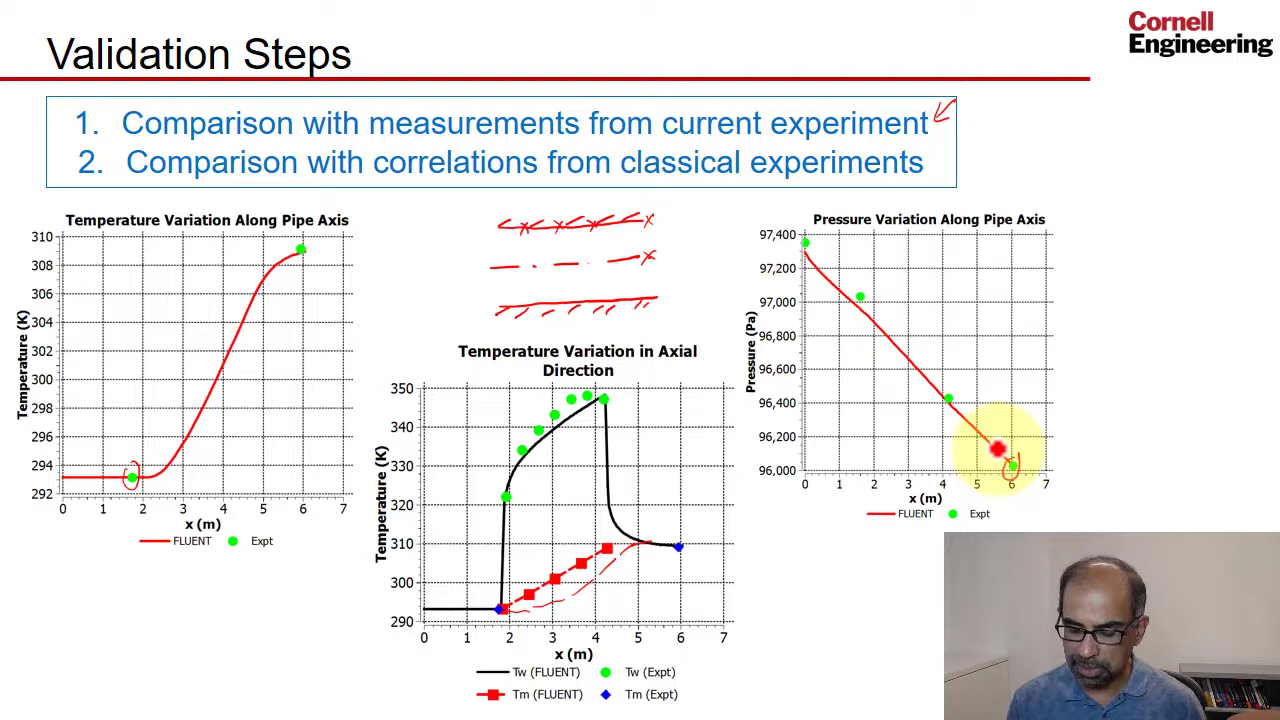 Cornell
Engineering
Validation Steps
1. Comparison with measurements from current experiment
2. Comparison with correlations from classical experiments
Temperature Variation Along Pipe Axis
310
308
306
304
302
300
298
296
294
292
Temperature (K)
0 1 2 3 4 5 6 7
x (m)
FLUENT Expt
Temperature Variation in Axial
Direction
350
340
330
320
310
300
290
Temperature (K)
0 1 2 3 4 5 6 7
x (m)
Tw (FLUENT) Tw (Expt)
Tm (FLUENT) Tm (Expt)
Pressure Variation Along Pipe Axis
97,400
97,200
97,000
96,800
96,600
96,400
96,200
96,000
Pressure (Pa)
0 1 2 3 4 5 6 7
x (m)
FLUENT Expt